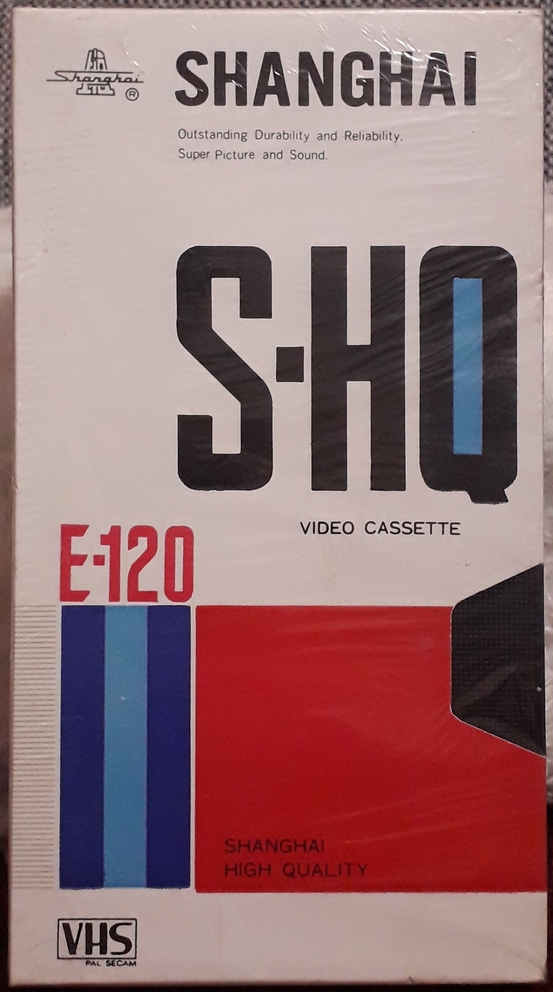 Shanghai ®
SHANGHAI
Outstanding Durability and Reliability,
Super Picture and Sound.
S-HQ
VIDEO CASSETTE
E-120
SHANGHAI
HIGH QUALITY
VHS
PAL SECAM